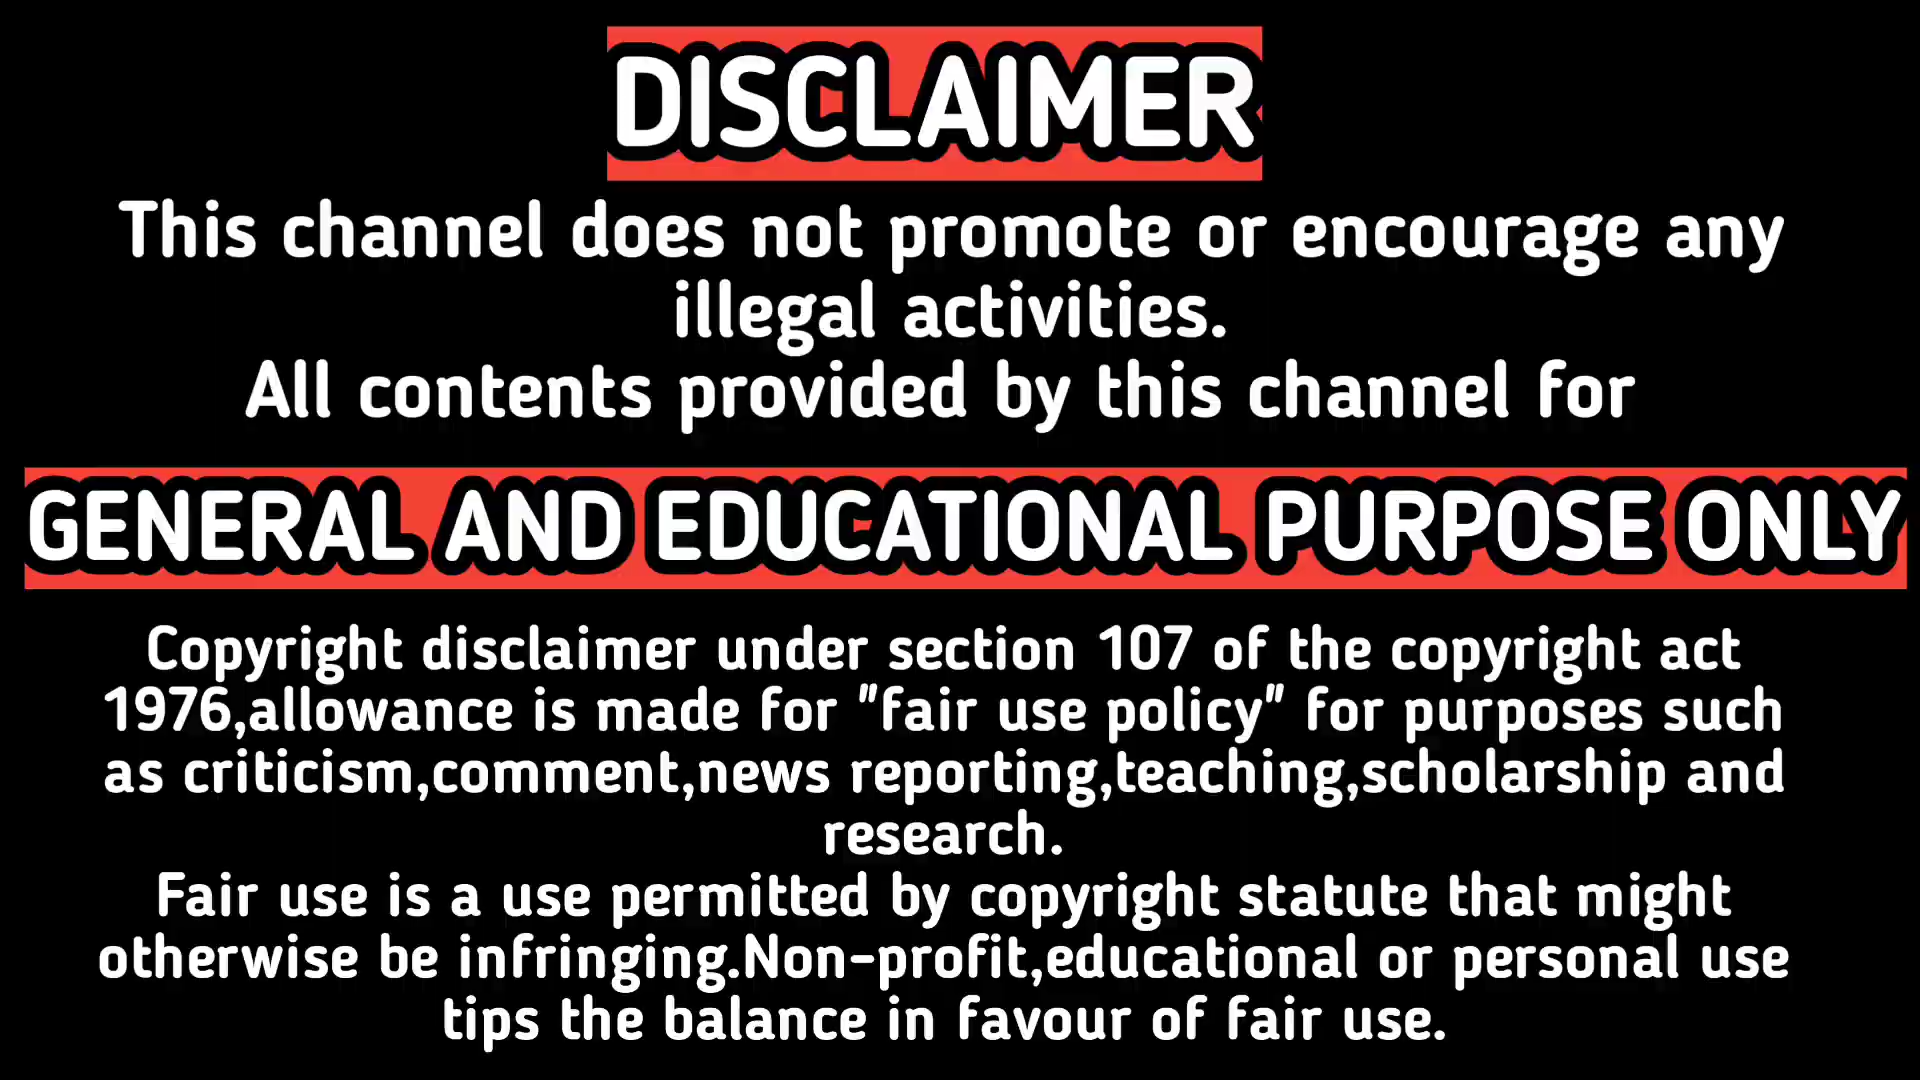 DISCLAIMER
This channel does not promote or encourage any
illegal activities.
All contents provided by this channel for
GENERAL AND EDUCATIONAL PURPOSE ONLY
Copyright disclaimer under section 107 of the copyright act
1976,allowance is made for "fair use policy" for purposes such
as criticism,comment,news reporting,teaching,scholarship and
research.
Fair use is a use permitted by copyright statute that might
otherwise be infringing.Non-profit,educational or personal use
tips the balance in favour of fair use.